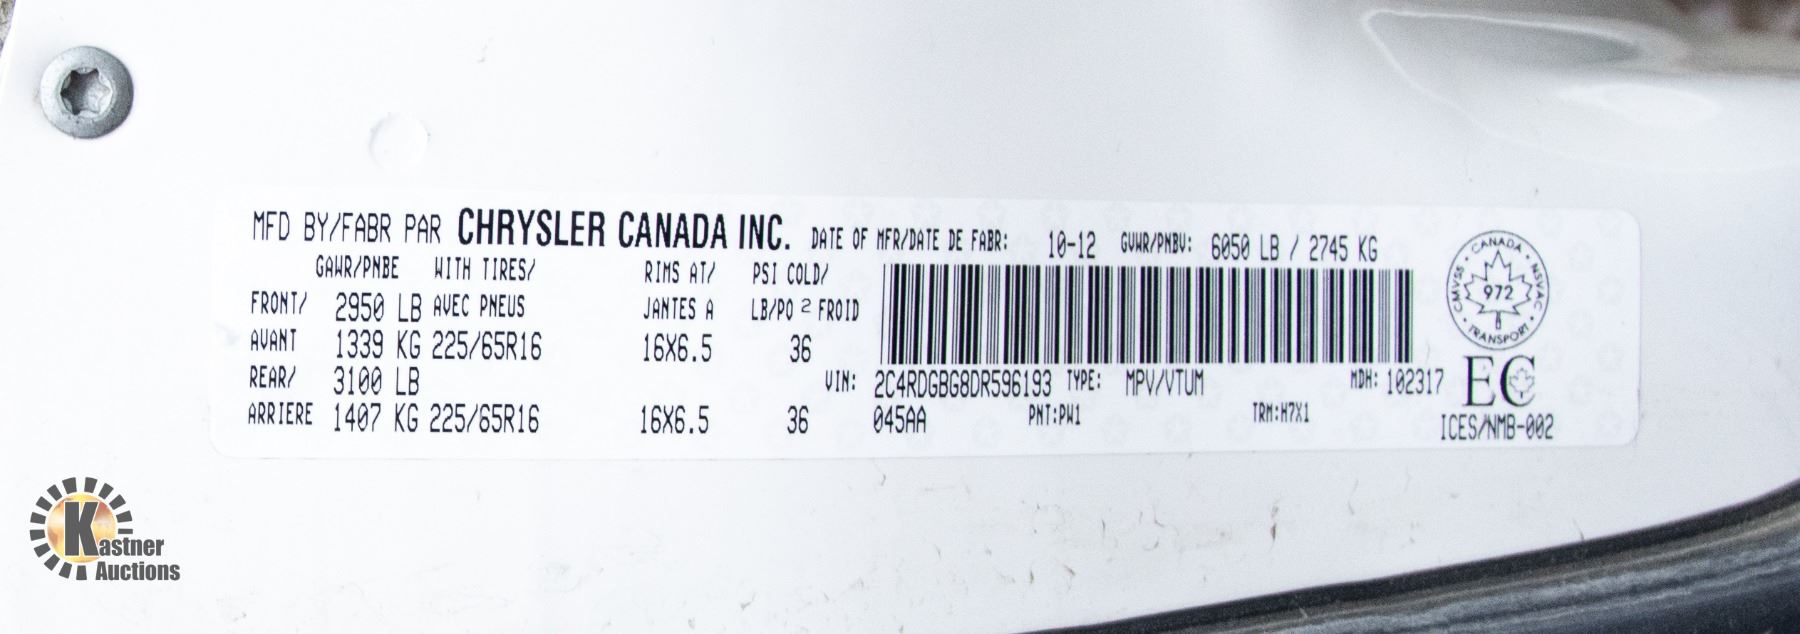 MFD BY/FABR PAR CHRYSLER CANADA INC. DATE OF MFR/DATE DE FABR: 10-12 GVWR/PNBV: 6050 LB / 2745 KG
GAWR/PNBE WITH TIRES/ RIMS AT/ PSI COLD/
FRONT/ 2950 LB AVEC PNEUS JANTES A LB/PO 2 FROID
AVANT 1339 KG 225/65R16 16X6.5 36
REAR/ 3100 LB VIN: 2C4RDGBG8DR596193 TYPE: MPV/VTUM MDH: 102317
ARRIERE 1407 KG 225/65R16 16X6.5 36 045AA PNT:PW1 TRM:H7X1
CANADA
CMVSS 972 NSVAC
TRANSPORT
EC
ICES/NMB-002
Kastner
Auctions